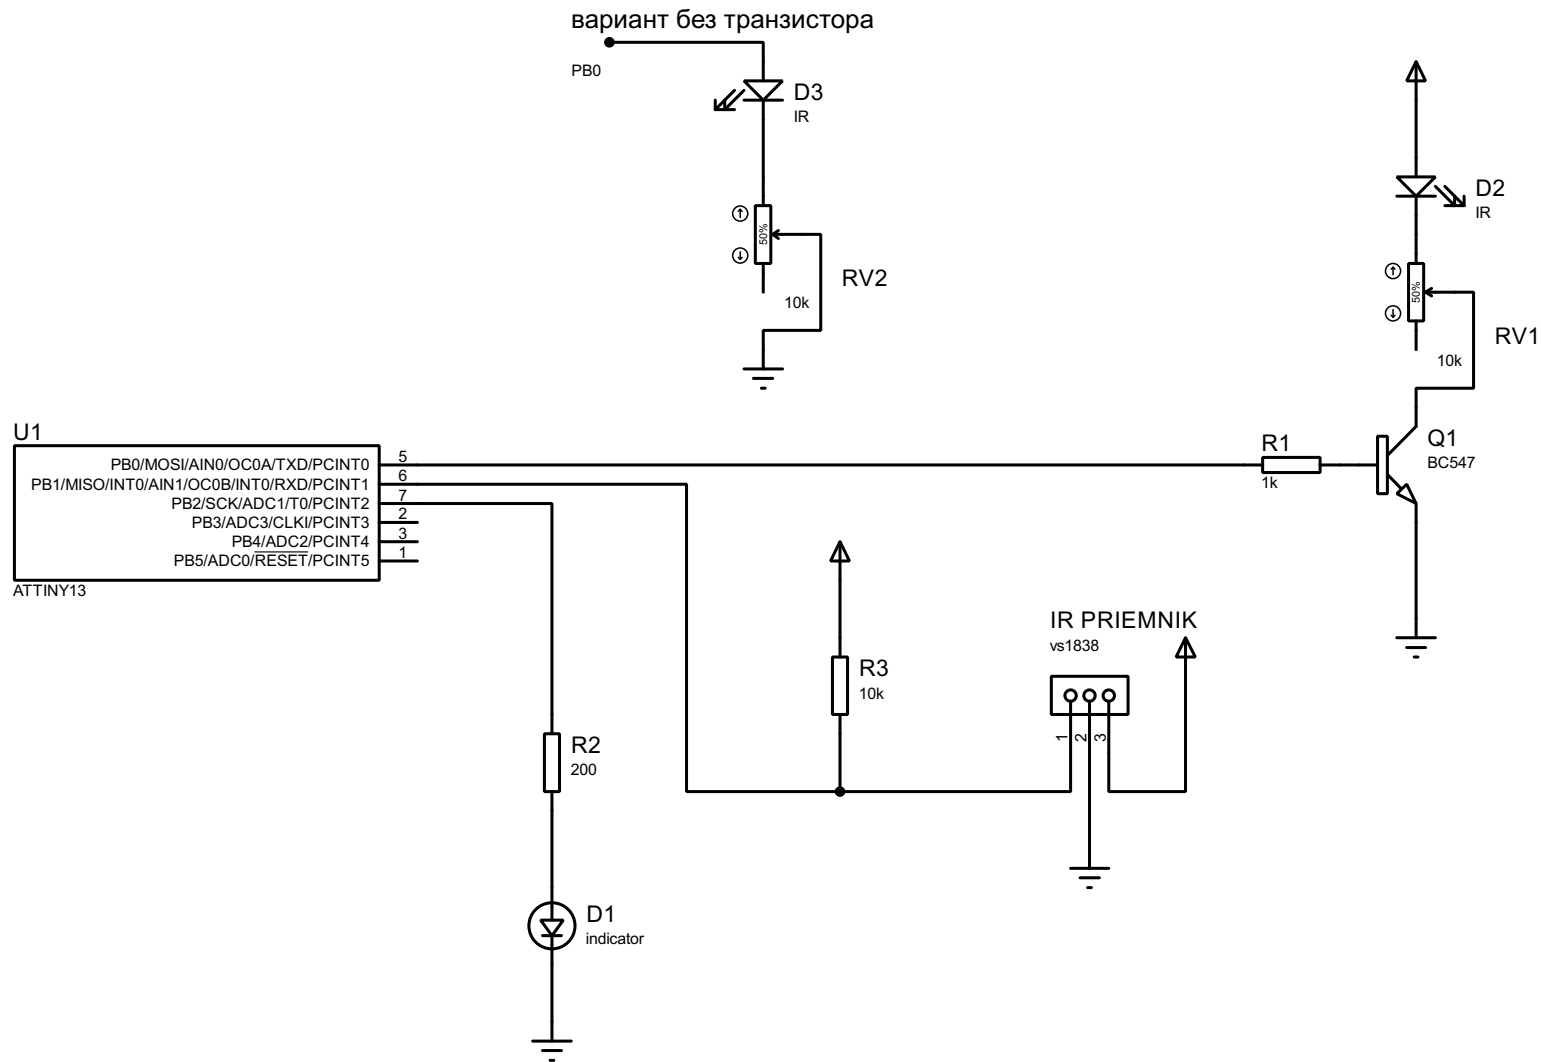 вариант без транзистора
PB0
D3
IR
50%
RV2
10k
D2
IR
50%
RV1
10k
U1
PB0/MOSI/AIN0/OC0A/TXD/PCINT0
5
PB1/MISO/INT0/AIN1/OC0B/INT0/RXD/PCINT1
6
PB2/SCK/ADC1/T0/PCINT2
7
PB3/ADC3/CLKI/PCINT3
2
PB4/ADC2/PCINT4
3
PB5/ADC0/RESET/PCINT5
1
ATTINY13
R1
1k
Q1
BC547
IR PRIEMNIK
vs1838
1
2
3
R3
10k
R2
200
D1
indicator